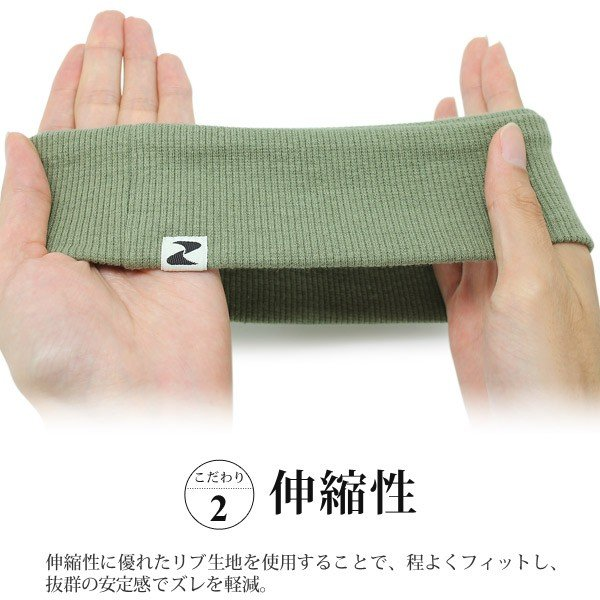 こだわり
2
伸縮性
伸縮性に優れたリブ生地を使用することで、程よくフィットし、
抜群の安定感でズレを軽減。